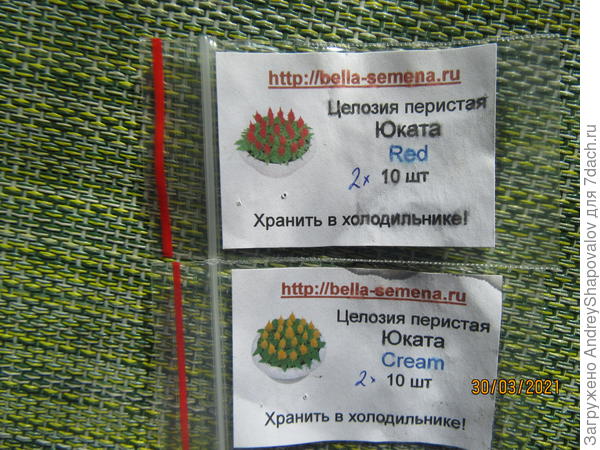 http://bella-semena.ru
Целозия перистая
Юката
Red
2x 10 шт
Хранить в холодильнике!
http://bella-semena.ru
Целозия перистая
Юката
Cream
2x 10 шт
30/03/2021
Хранить в холодильнике!
Загружено AndreyShapovalov для 7dach.ru